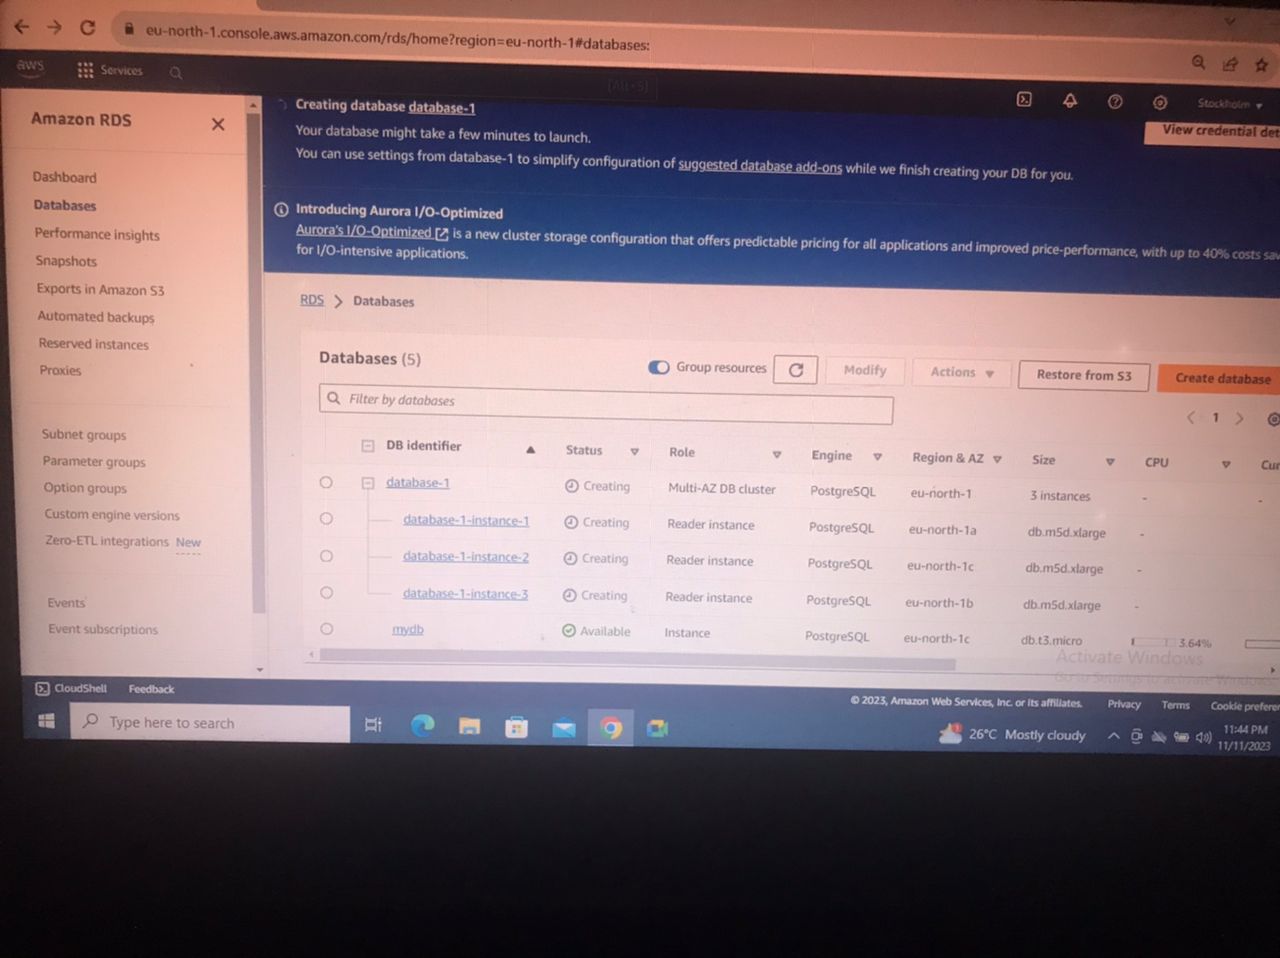 eu-north-1.console.aws.amazon.com/rds/home?region=eu-north-1#databases:
aws
Services
[Alt+S]
Stockholm
Amazon RDS
Dashboard
Databases
Performance insights
Snapshots
Exports in Amazon S3
Automated backups
Reserved instances
Proxies
Subnet groups
Parameter groups
Option groups
Custom engine versions
Zero-ETL integrations New
Events
Event subscriptions
Creating database database-1
Your database might take a few minutes to launch.
You can use settings from database-1 to simplify configuration of suggested database add-ons while we finish creating your DB for you.
View credential det
Introducing Aurora I/O-Optimized
Aurora's I/O-Optimized is a new cluster storage configuration that offers predictable pricing for all applications and improved price-performance, with up to 40% costs sav
for I/O-intensive applications.
RDS > Databases
Databases (5)
Group resources
Modify
Actions
Restore from S3
Create database
Filter by databases
1
DB identifier Status Role Engine Region & AZ Size CPU Cur
database-1 Creating Multi-AZ DB cluster PostgreSQL eu-north-1 3 instances - -
database-1-instance-1 Creating Reader instance PostgreSQL eu-north-1a db.m5d.xlarge -
database-1-instance-2 Creating Reader instance PostgreSQL eu-north-1c db.m5d.xlarge -
database-1-instance-3 Creating Reader instance PostgreSQL eu-north-1b db.m5d.xlarge -
mydb Available Instance PostgreSQL eu-north-1c db.t3.micro 3.64%
Activate Windows
Go to Settings to activate Windows
CloudShell Feedback
© 2023, Amazon Web Services, Inc. or its affiliates. Privacy Terms Cookie preferen
Type here to search
26°C Mostly cloudy
11:44 PM
11/11/2023